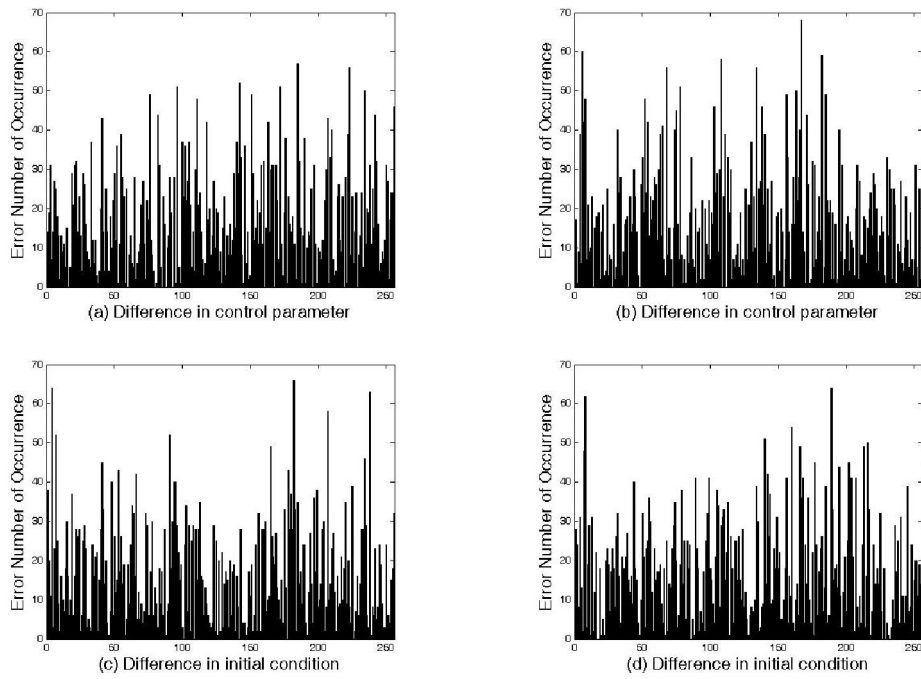 70
60
50
40
30
20
10
0
Error Number of Occurrence
0 50 100 150 200 250
(a) Difference in control parameter
70
60
50
40
30
20
10
0
Error Number of Occurrence
0 50 100 150 200 250
(b) Difference in control parameter
70
60
50
40
30
20
10
0
Error Number of Occurrence
0 50 100 150 200 250
(c) Difference in initial condition
70
60
50
40
30
20
10
0
Error Number of Occurrence
0 50 100 150 200 250
(d) Difference in initial condition